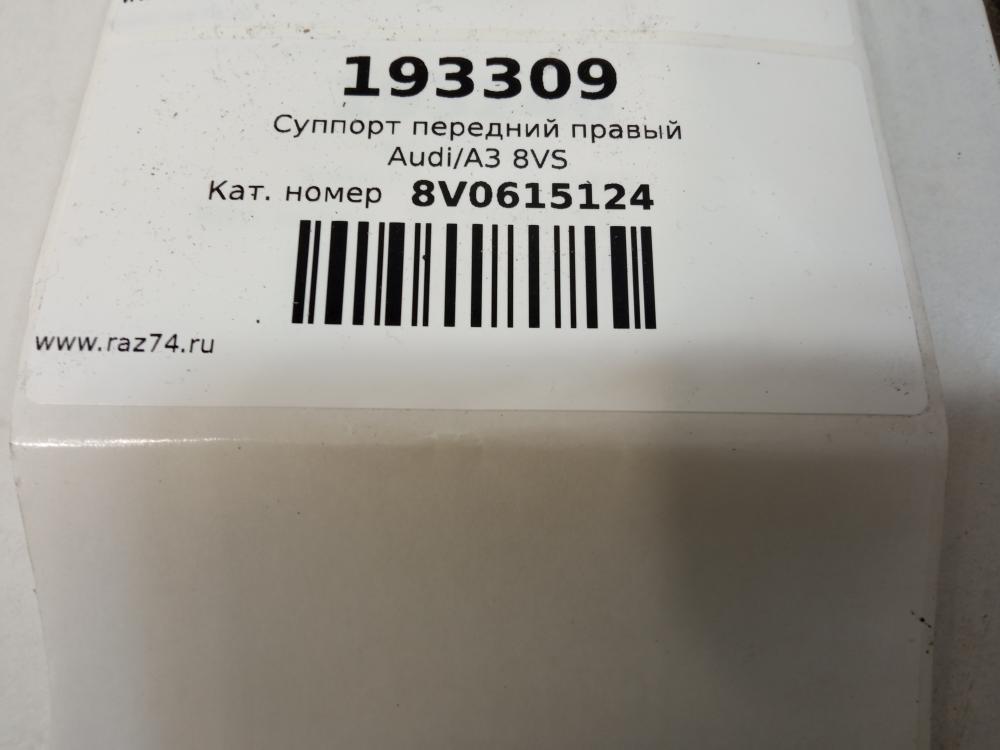 193309
Суппорт передний правый
Audi/A3 8VS
Кат. номер 8V0615124
www.raz74.ru